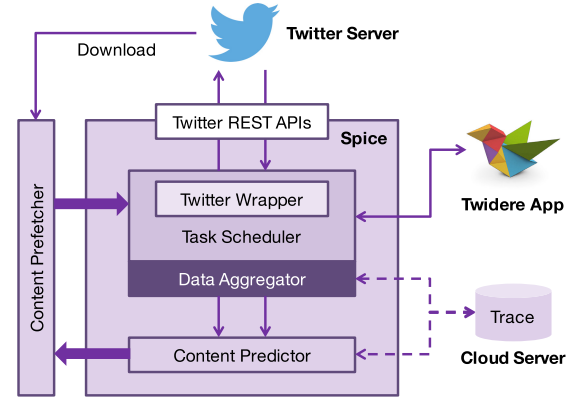 Twitter Server
Download
Twitter REST APIs
Spice
Content Prefetcher
Twitter Wrapper
Task Scheduler
Data Aggregator
Content Predictor
Twidere App
Trace
Cloud Server